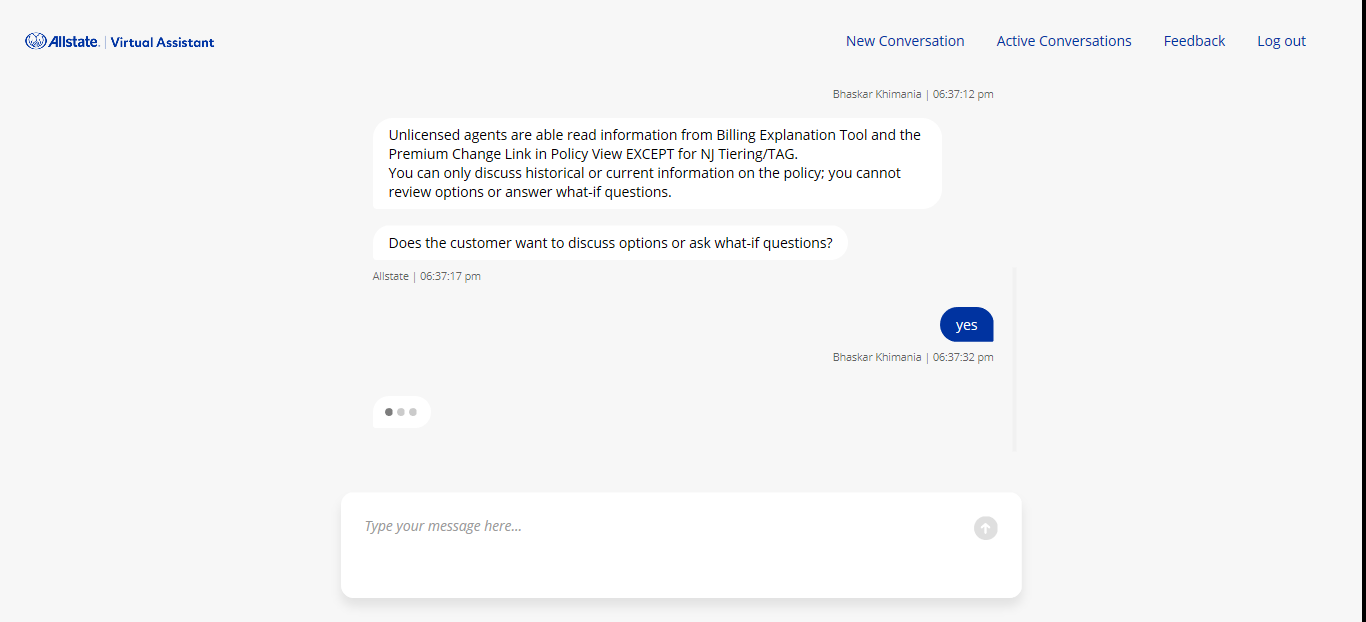 Allstate. | Virtual Assistant
New Conversation Active Conversations Feedback Log out
Bhaskar Khimania | 06:37:12 pm
Unlicensed agents are able read information from Billing Explanation Tool and the
Premium Change Link in Policy View EXCEPT for NJ Tiering/TAG.
You can only discuss historical or current information on the policy; you cannot
review options or answer what-if questions.
Does the customer want to discuss options or ask what-if questions?
Allstate | 06:37:17 pm
yes
Bhaskar Khimania | 06:37:32 pm
Type your message here...